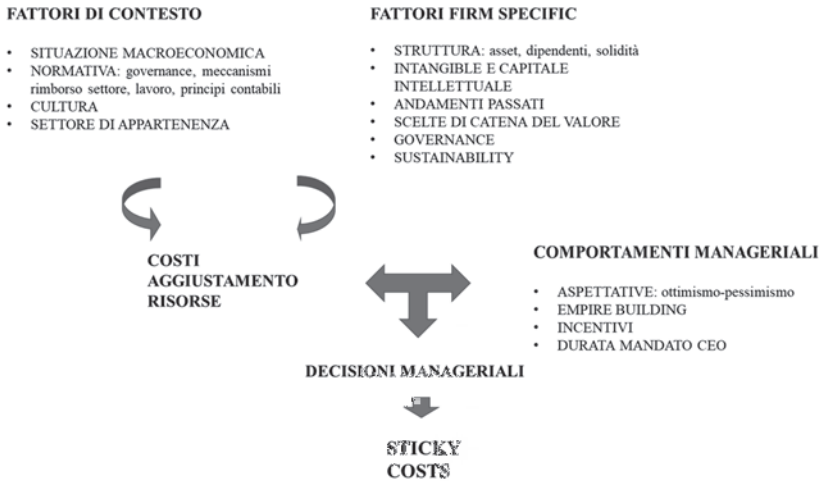 FATTORI DI CONTESTO
• SITUAZIONE MACROECONOMICA
• NORMATIVA: governance, meccanismi
rimborso settore, lavoro, principi contabili
• CULTURA
• SETTORE DI APPARTENENZA
FATTORI FIRM SPECIFIC
• STRUTTURA: asset, dipendenti, solidità
• INTANGIBLE E CAPITALE
INTELLETTUALE
• ANDAMENTI PASSATI
• SCELTE DI CATENA DEL VALORE
• GOVERNANCE
• SUSTAINABILITY
COSTI
AGGIUSTAMENTO
RISORSE
COMPORTAMENTI MANAGERIALI
• ASPETTATIVE: ottimismo-pessimismo
• EMPIRE BUILDING
• INCENTIVI
• DURATA MANDATO CEO
DECISIONI MANAGERIALI
STICKY
COSTS